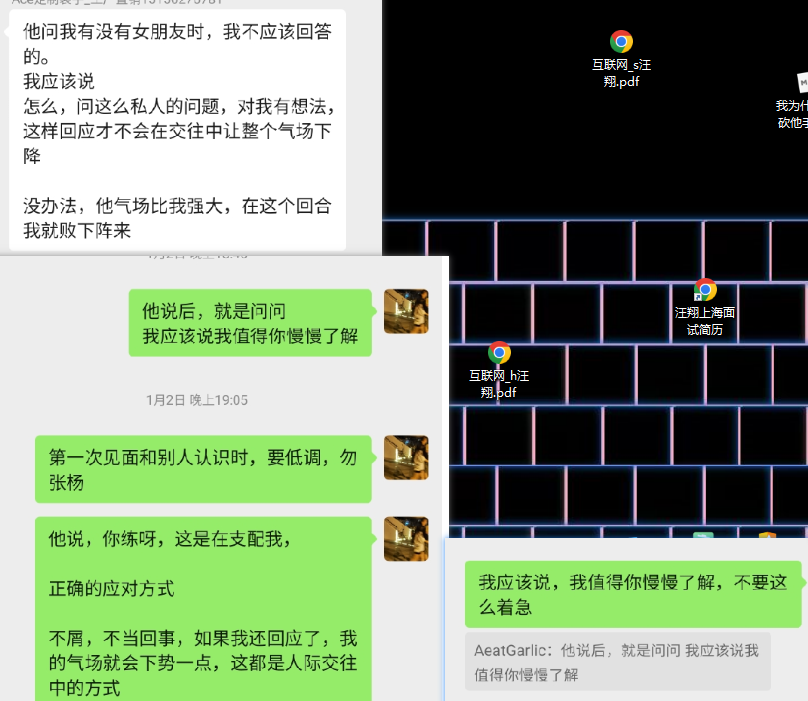 他问我有没有女朋友时，我不应该回答
的。
我应该说
怎么，问这么私人的问题，对我有想法，
这样回应才不会在交往中让整个气场下
降
没办法，他气场比我强大，在这个回合
我就败下阵来
他说后，就是问问
我应该说我值得你慢慢了解
1月2日 晚上19:05
第一次见面和别人认识时，要低调，勿
张杨
他说，你练呀，这是在支配我，
正确的应对方式
不屑，不当回事，如果我还回应了，我
的气场就会下势一点，这都是人际交往
中的方式
互联网_s汪
翔.pdf
我为什
砍他手
汪翔上海面
试简历
互联网_h汪
翔.pdf
我应该说，我值得你慢慢了解，不要这
么着急
AeatGarlic：他说后，就是问问 我应该说我
值得你慢慢了解